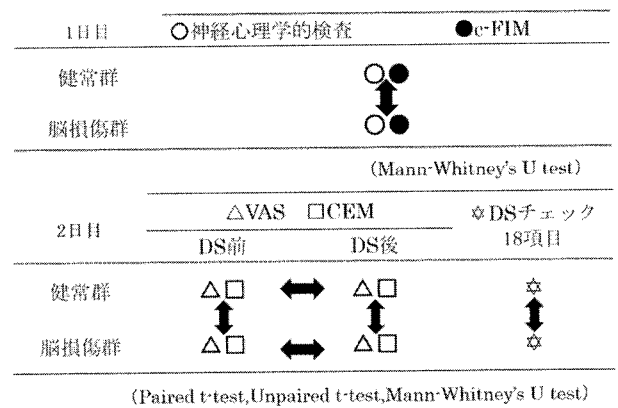 1日目 ○神経心理学的検査 ●c-FIM
健常群 ○●
脳損傷群 ○●
(Mann-Whitney's U test)
2日目 △VAS □CEM ✡DSチェック18項目
DS前 DS後
健常群 △□ △□ ✡
脳損傷群 △□ △□ ✡
(Paired t-test,Unpaired t-test,Mann-Whitney's U test)